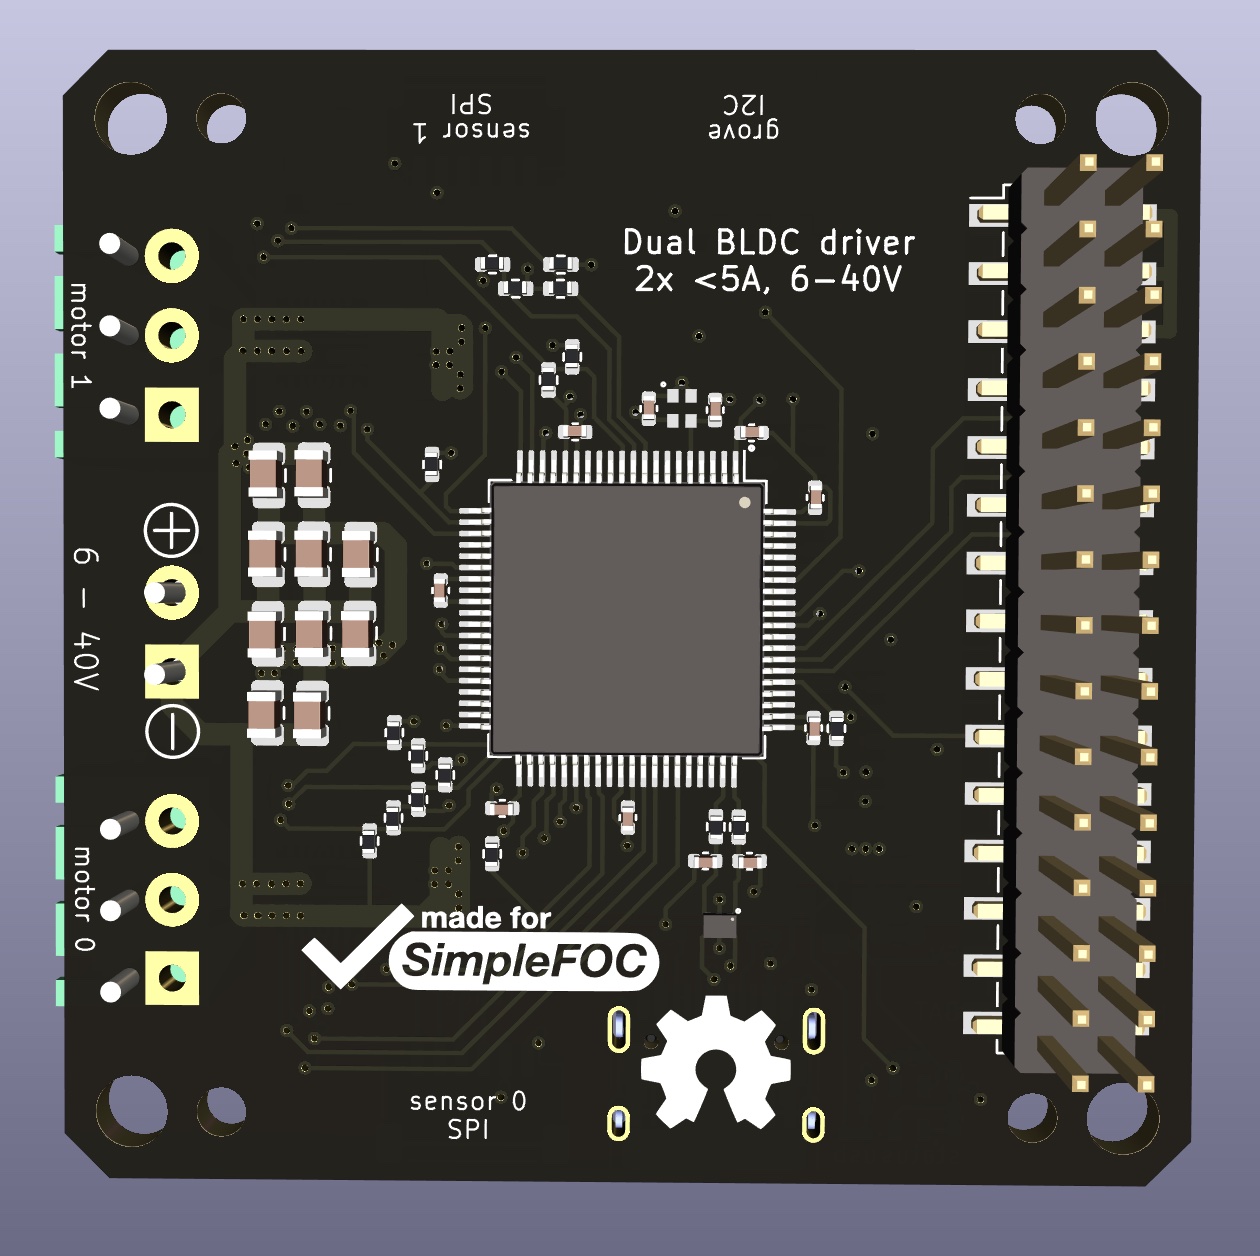 SPI
sensor 1
I2C
grove
Dual BLDC driver
2x <5A, 6-40V
motor 1
+
6 - 40V
-
motor 0
made for
SimpleFOC
sensor 0
SPI